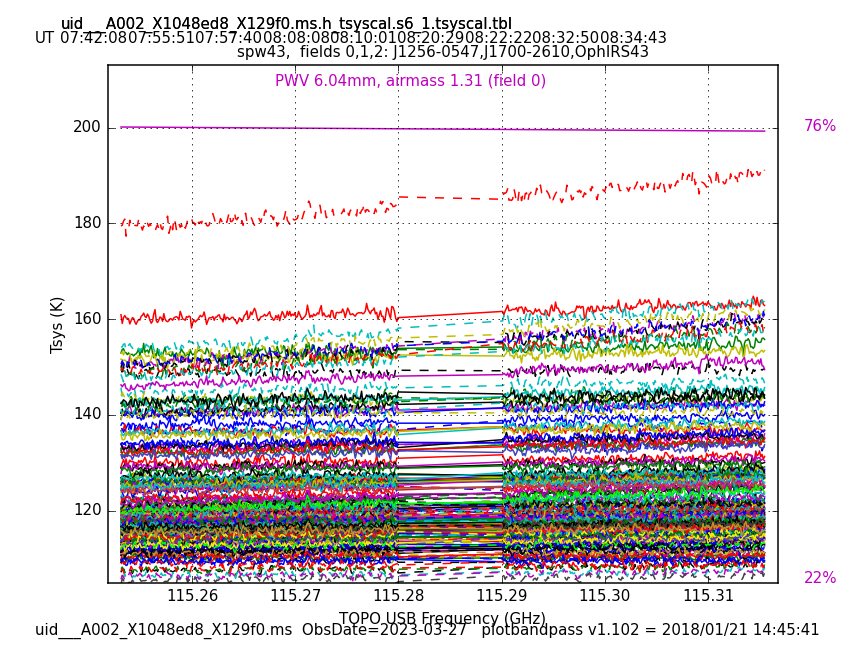 uid___A002_X1048ed8_X129f0.ms.h_tsyscal.s6_1.tsyscal.tbl
UT 07:42:08 07:55:51 07:57:40 08:08:08 08:10:01 08:20:29 08:22:22 08:32:50 08:34:43
spw43, fields 0,1,2: J1256-0547,J1700-2610,OphIRS43
PWV 6.04mm, airmass 1.31 (field 0)
76%
200
180
160
140
120
Tsys (K)
22%
115.26 115.27 115.28 115.29 115.30 115.31
TOPO USB Frequency (GHz)
uid___A002_X1048ed8_X129f0.ms ObsDate=2023-03-27 plotbandpass v1.102 = 2018/01/21 14:45:41